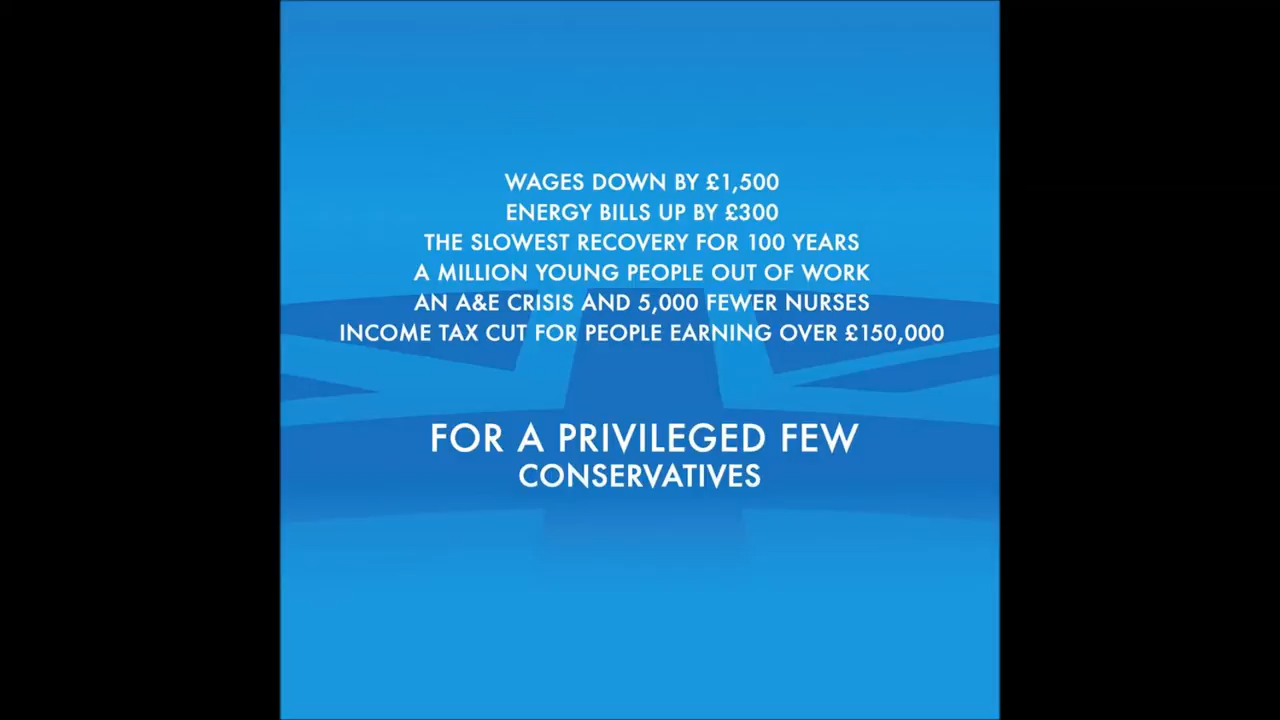 WAGES DOWN BY £1,500
ENERGY BILLS UP BY £300
THE SLOWEST RECOVERY FOR 100 YEARS
A MILLION YOUNG PEOPLE OUT OF WORK
AN A&E CRISIS AND 5,000 FEWER NURSES
INCOME TAX CUT FOR PEOPLE EARNING OVER £150,000
FOR A PRIVILEGED FEW
CONSERVATIVES